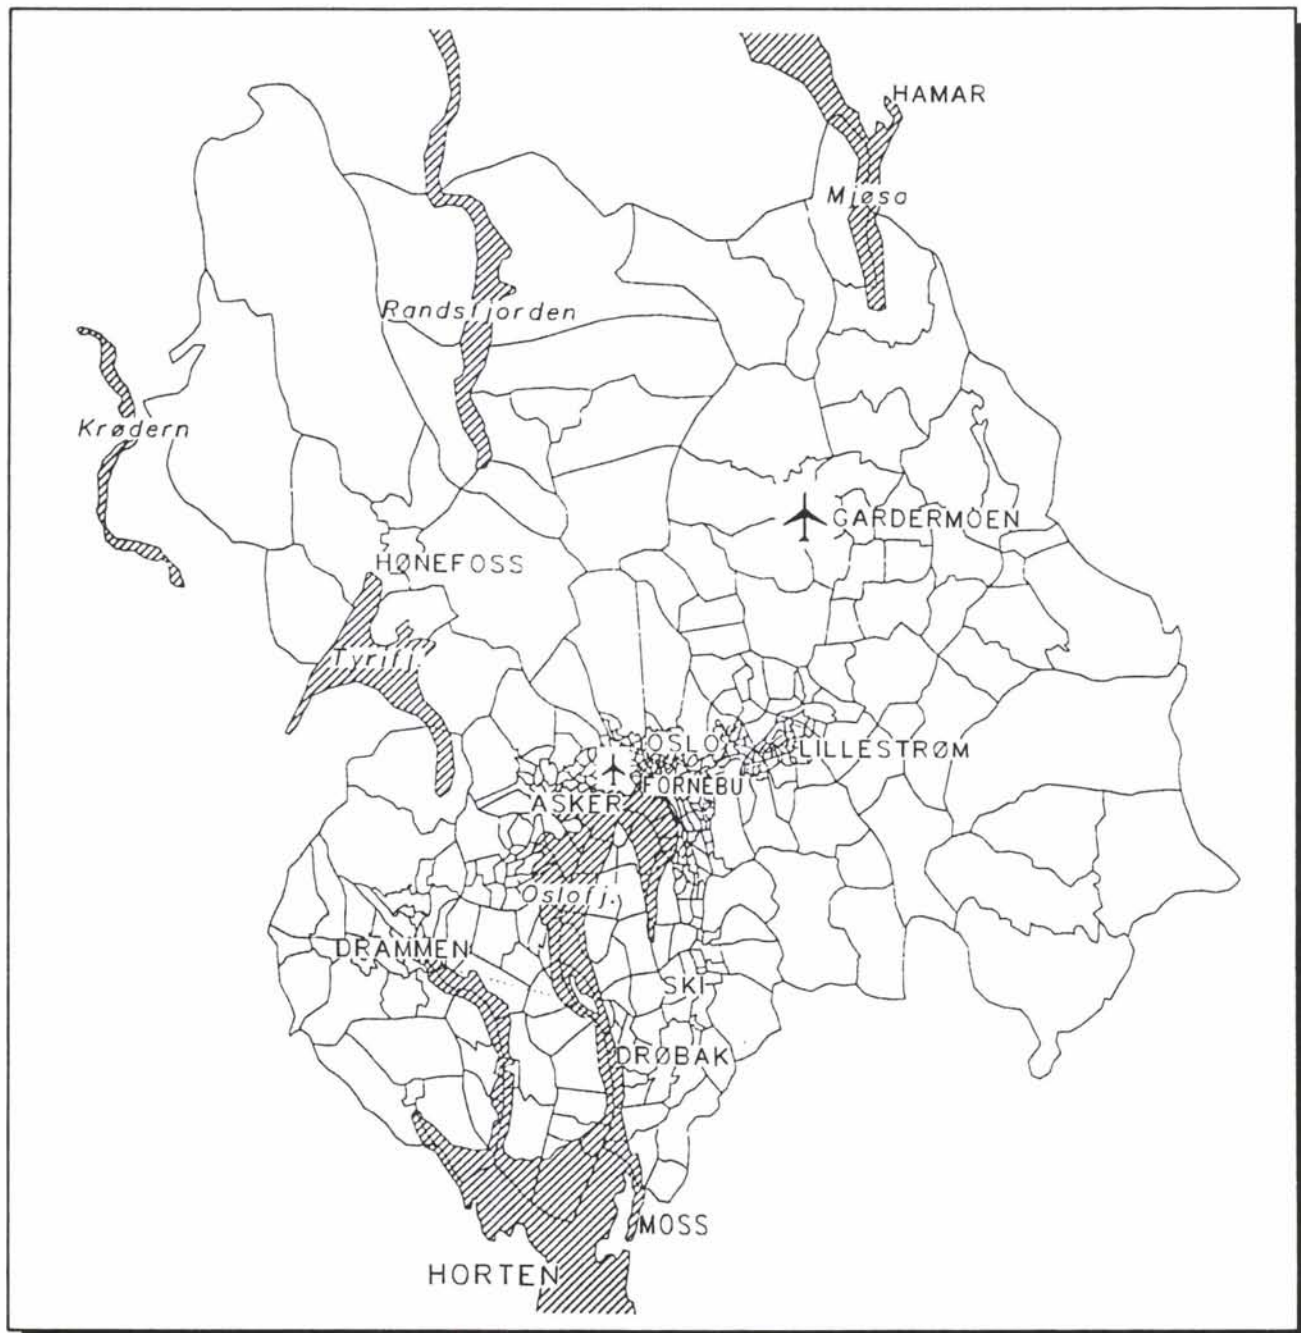 HAMAR
Mjøsa
Randsfjorden
Krødern
GARDERMOEN
HØNEFOSS
Tyrifj.
OSLO
LILLESTRØM
FORNEBU
ASKER
Oslofj.
DRAMMEN
SKI
DRØBAK
MOSS
HORTEN